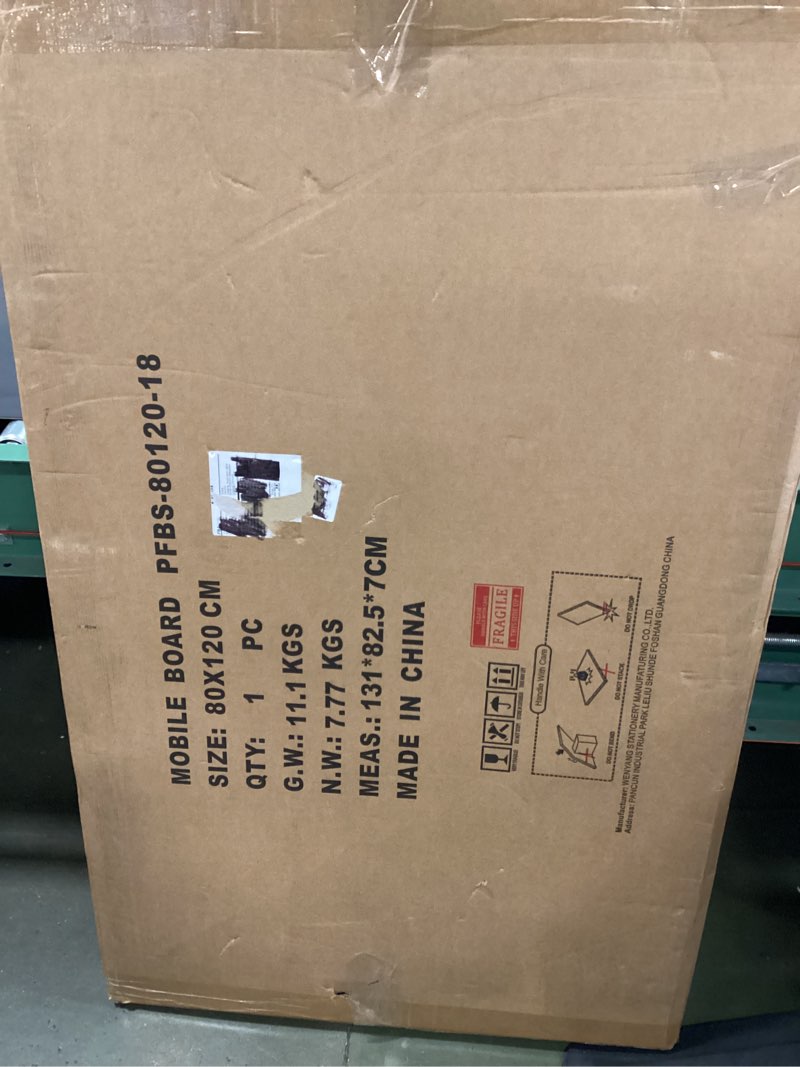 MOBILE BOARD PFBS-80120-18
SIZE: 80X120 CM
QTY: 1 PC
G.W.: 11.1 KGS
N.W.: 7.77 KGS
MEAS.: 131*82.5*7CM
MADE IN CHINA
FRAGILE
Handle With Care
DO NOT BEND
DO NOT STACK
DO NOT DROP
Manufacturer: WENYANG STATIONERY MANUFATURING CO.,LTD.
Address: PANCUN INDUSTRIAL PARK LELIU SHUNDE FOSHAN GUANGDONG CHINA